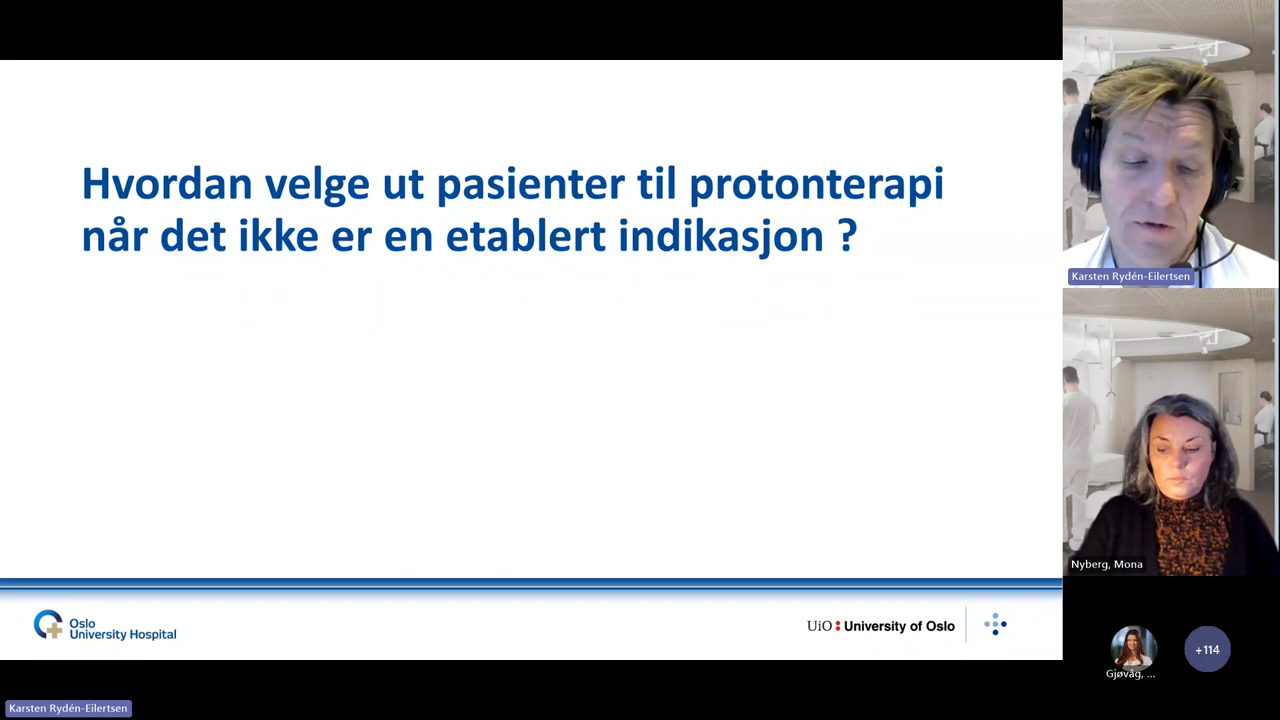 Hvordan velge ut pasienter til protonterapi
når det ikke er en etablert indikasjon ?
Oslo
University Hospital
UiO : University of Oslo
Karsten Rydén-Eilertsen
Karsten Rydén-Eilertsen
Nyberg, Mona
Gjøvåg, ...
+114